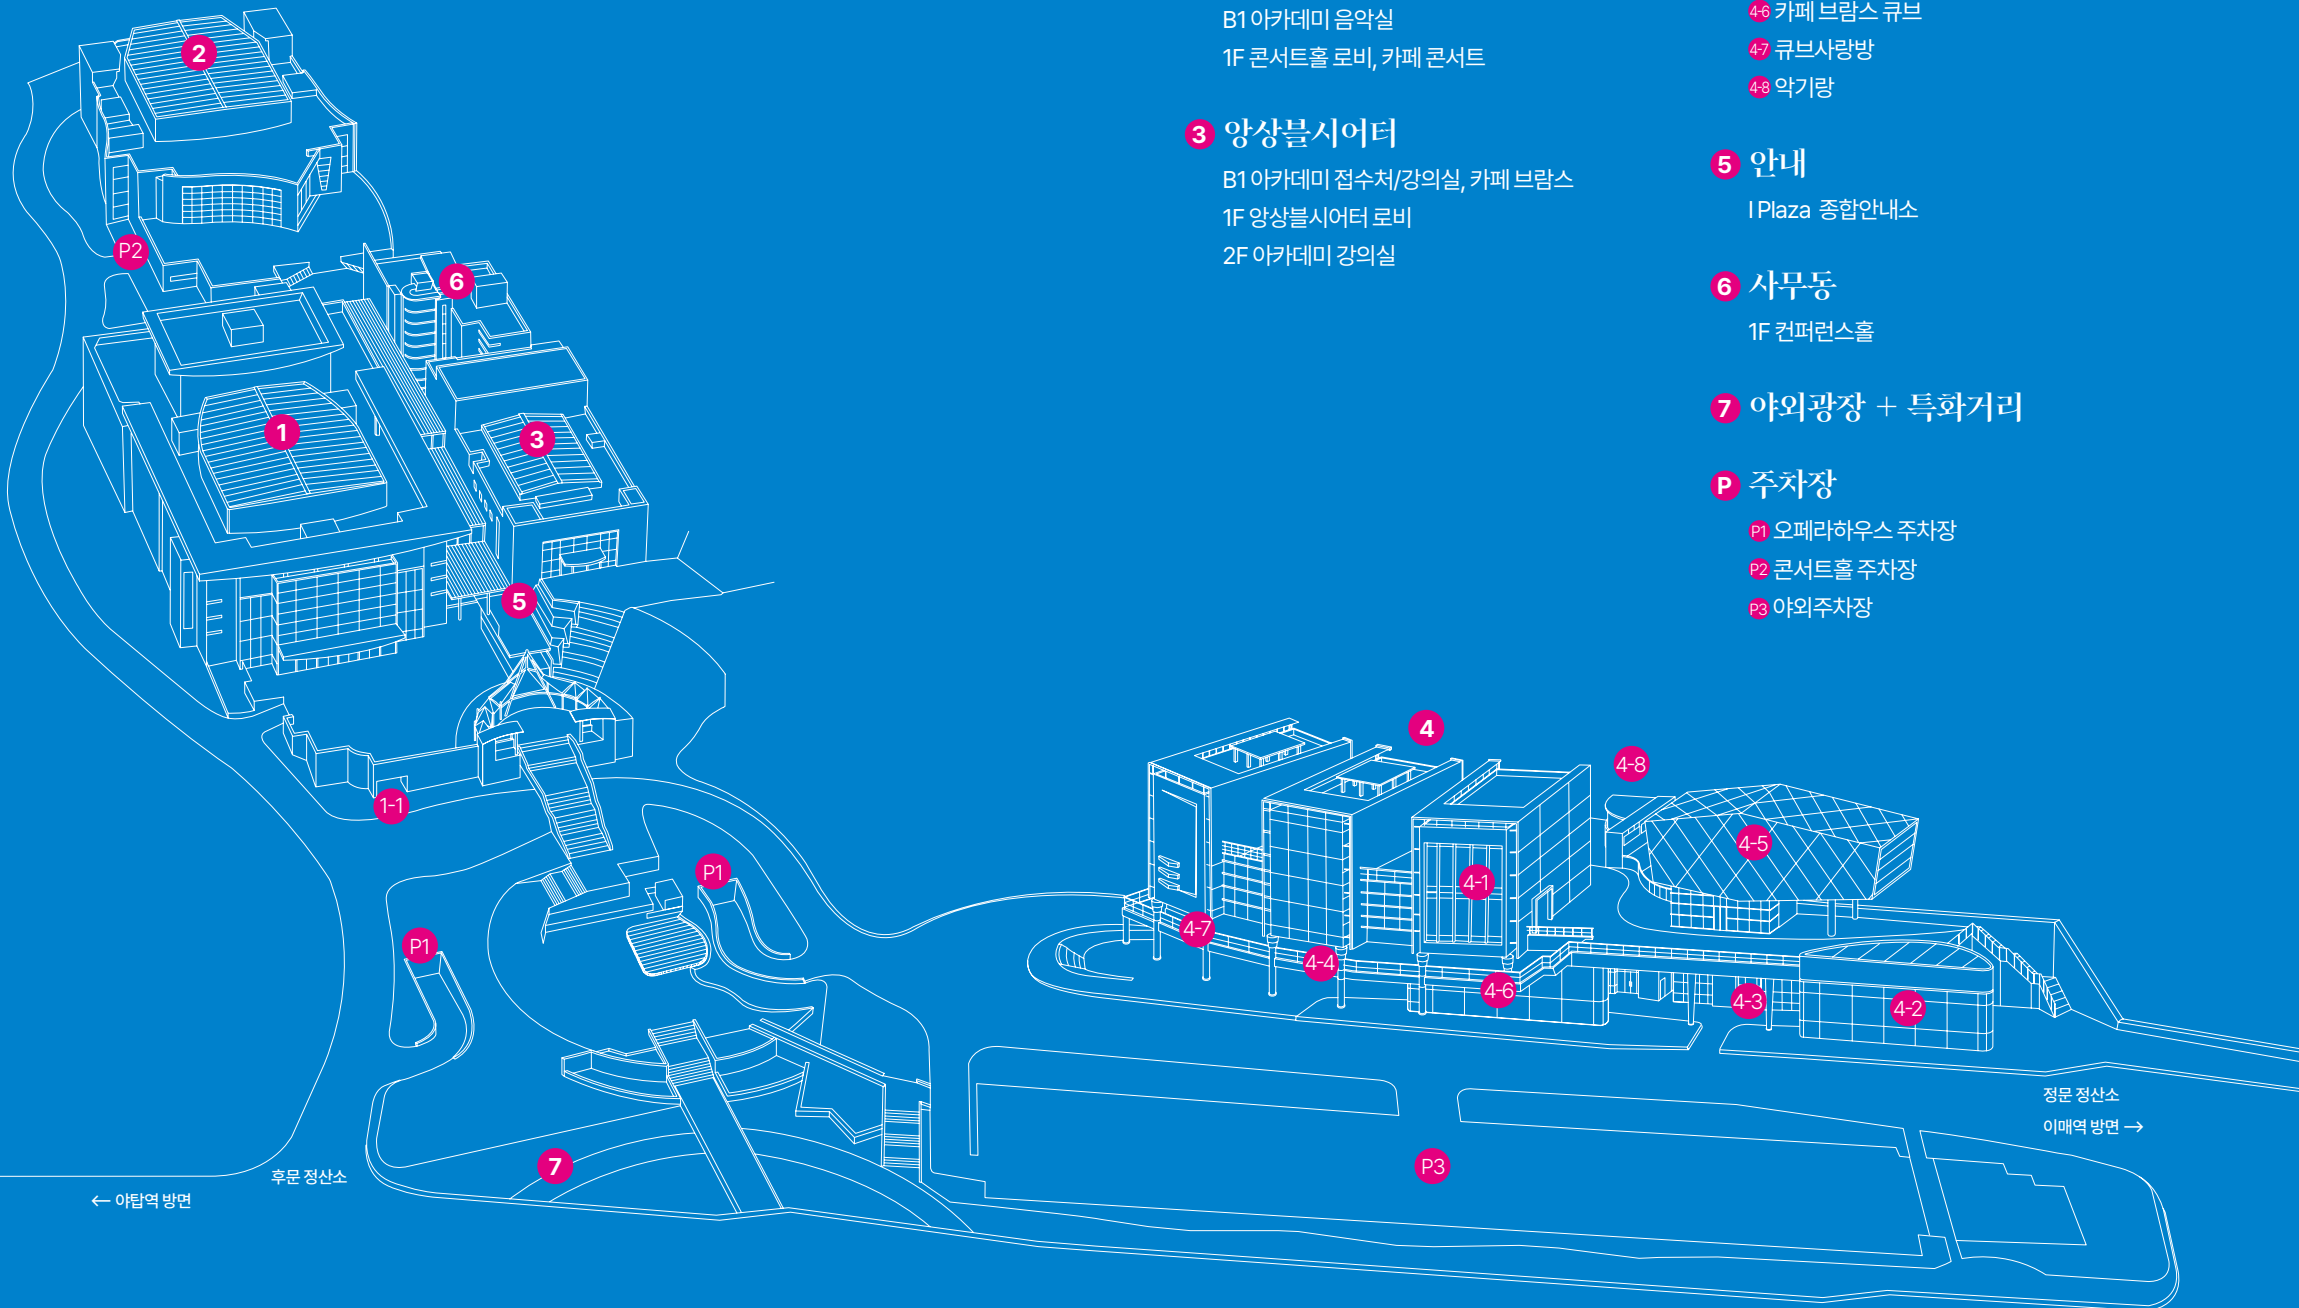 B1 아카데미 음악실
1F 콘서트홀 로비, 카페 콘서트
3 앙상블시어터
B1 아카데미 접수처/강의실, 카페 브람스
1F 앙상블시어터 로비
2F 아카데미 강의실
4-6 카페 브람스 큐브
4-7 큐브사랑방
4-8 악기랑
5 안내
I Plaza 종합안내소
6 사무동
1F 컨퍼런스홀
7 야외광장 + 특화거리
P 주차장
P1 오페라하우스 주차장
P2 콘서트홀 주차장
P3 야외주차장
2
P2
6
1
3
5
1-1
P1
P1
7
후문 정산소
← 야탑역 방면
4
4-8
4-5
4-1
4-7
4-4
4-6
4-3
4-2
P3
정문 정산소
이매역 방면 →